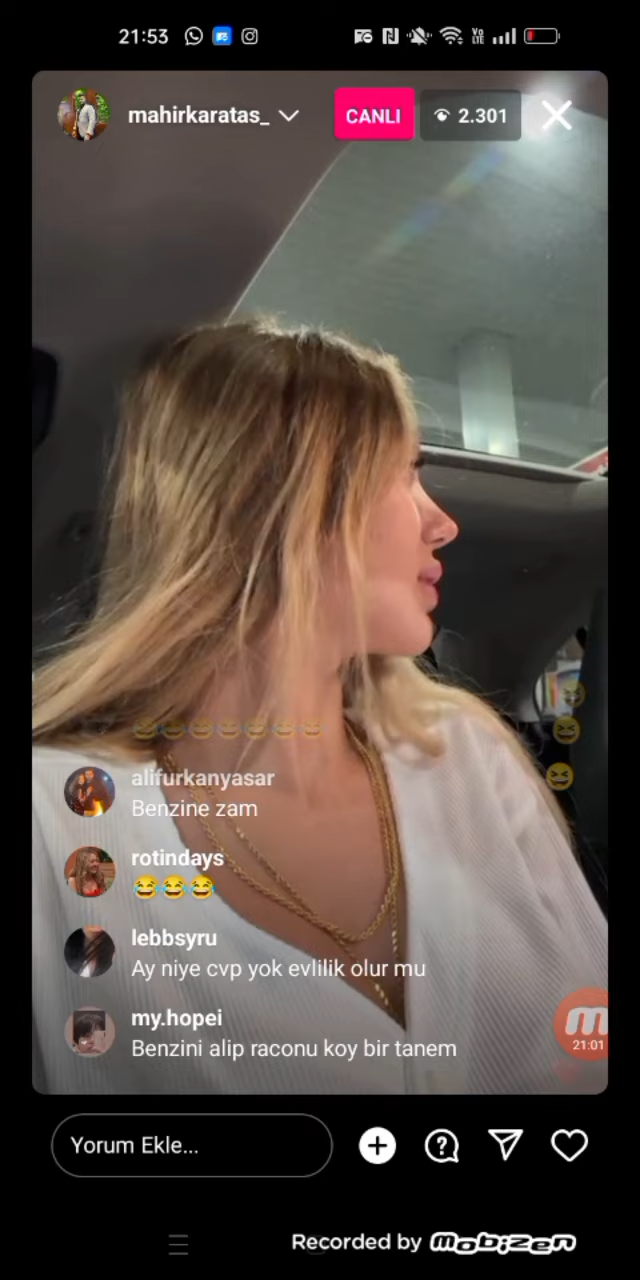 21:53
VoLTE
mahirkaratas_
CANLI
2.301
😂😂😂😂😂😂😂
alifurkanyasar
Benzine zam
rotindays
😂😂😂
lebbsyru
Ay niye cvp yok evlilik olur mu
my.hopei
Benzini alip raconu koy bir tanem
m
21:01
Yorum Ekle...
Recorded by mobizen